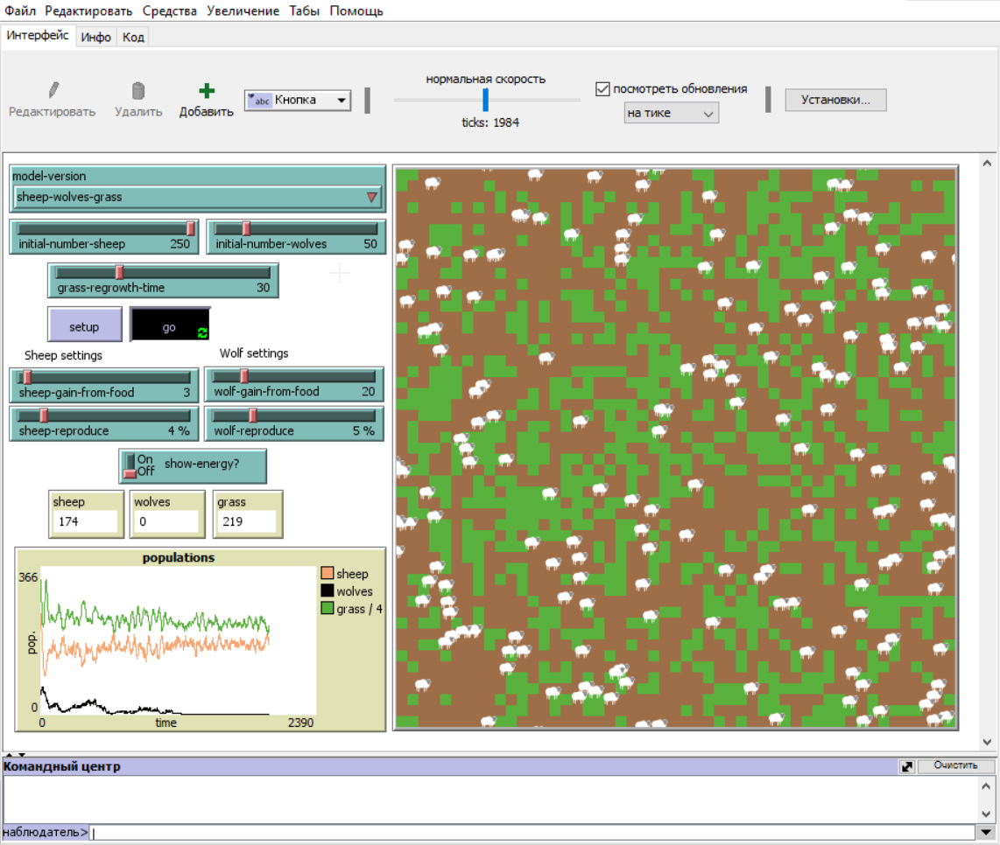 Файл Редактировать Средства Увеличение Табы Помощь
Интерфейс Инфо Код
нормальная скорость
посмотреть обновления
Редактировать Удалить Добавить abc Кнопка
на тике
Установки...
ticks: 1984
model-version
sheep-wolves-grass
initial-number-sheep 250
initial-number-wolves 50
grass-regrowth-time 30
setup
go
Sheep settings
Wolf settings
sheep-gain-from-food 3
wolf-gain-from-food 20
sheep-reproduce 4 %
wolf-reproduce 5 %
On
Off
show-energy?
sheep
174
wolves
0
grass
219
populations
366
pop.
0
0
time
2390
sheep
wolves
grass / 4
Командный центр
Очистить
наблюдатель>